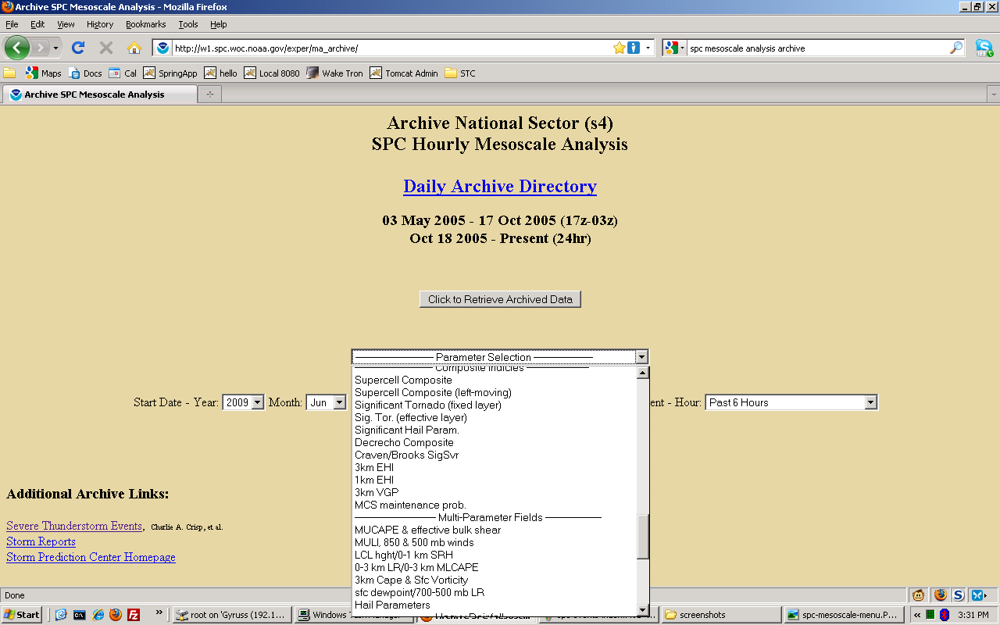 Archive SPC Mesoscale Analysis - Mozilla Firefox
File Edit View History Bookmarks Tools Help
http://w1.spc.woc.noaa.gov/exper/ma_archive/
spc mesoscale analysis archive
Maps Docs Cal SpringApp hello Local 8080 Wake Tron Tomcat Admin STC
Archive SPC Mesoscale Analysis
Archive National Sector (s4)
SPC Hourly Mesoscale Analysis
Daily Archive Directory
03 May 2005 - 17 Oct 2005 (17z-03z)
Oct 18 2005 - Present (24hr)
Click to Retrieve Archived Data
Parameter Selection
Composite Indicies
Supercell Composite
Supercell Composite (left-moving)
Significant Tornado (fixed layer)
Start Date - Year: 2009 Month: Jun
ent - Hour: Past 6 Hours
Sig. Tor. (effective layer)
Significant Hail Param.
Decrecho Composite
Craven/Brooks SigSvr
3km EHI
1km EHI
3km VGP
MCS maintenance prob.
Multi-Parameter Fields
MUCAPE & effective bulk shear
MULI, 850 & 500 mb winds
LCL hght/0-1 km SRH
0-3 km LR/0-3 km MLCAPE
3km Cape & Sfc Vorticity
sfc dewpoint/700-500 mb LR
Hail Parameters
Additional Archive Links:
Severe Thunderstorm Events, Charlie A. Crisp, et al.
Storm Reports
Storm Prediction Center Homepage
Done
Start
root on 'Gyruss (192.1...
Windows
screenshots
spc-mesoscale-menu.P...
3:31 PM